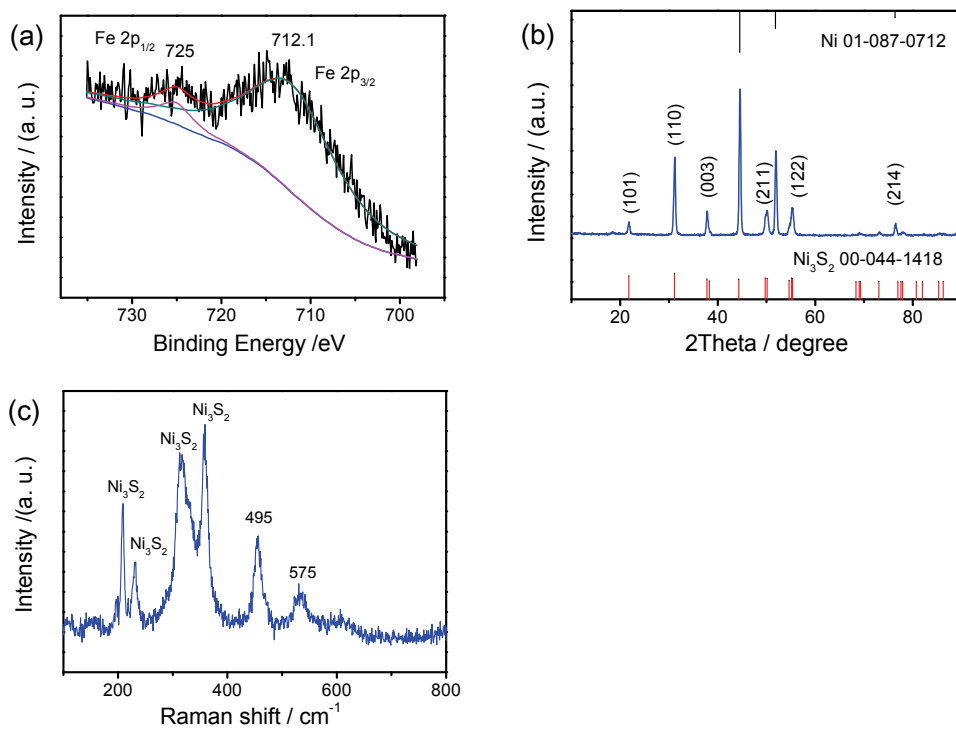 (a)
Fe 2p1/2
725
712.1
Fe 2p3/2
Intensity / (a. u.)
730
720
710
700
Binding Energy /eV
(b)
Ni 01-087-0712
(101)
(110)
(003)
(211)
(122)
(214)
Ni3S2 00-044-1418
Intensity / (a.u.)
20
40
60
80
2Theta / degree
(c)
Ni3S2
Ni3S2
Ni3S2
Ni3S2
495
575
Intensity /(a. u.)
200
400
600
800
Raman shift / cm-1